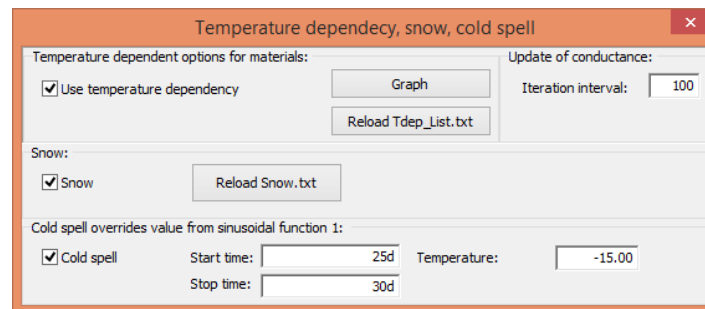 Temperature dependecy, snow, cold spell
Temperature dependent options for materials:
Update of conductance:
Use temperature dependency
Graph
Iteration interval: 100
Reload Tdep_List.txt
Snow:
Snow
Reload Snow.txt
Cold spell overrides value from sinusoidal function 1:
Cold spell
Start time: 25d
Temperature: -15.00
Stop time: 30d